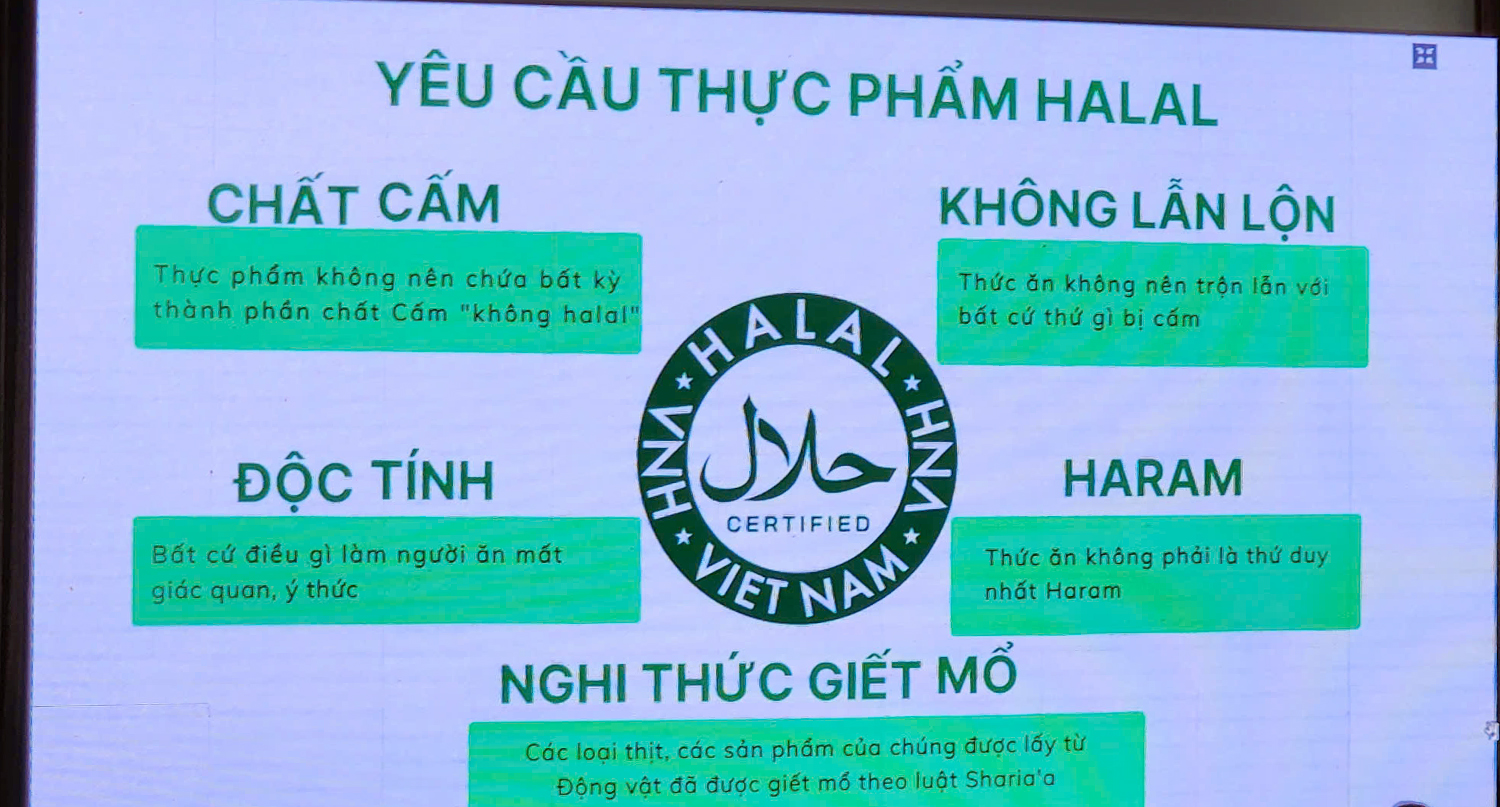 YÊU CẦU THỰC PHẨM HALAL
CHẤT CẤM
Thực phẩm không nên chứa bất kỳ
thành phần chất Cấm "không halal"
KHÔNG LẪN LỘN
Thức ăn không nên trộn lẫn với
bất cứ thứ gì bị cấm
HALAL
HNA
HNA
حلال
CERTIFIED
VIET NAM
ĐỘC TÍNH
Bất cứ điều gì làm người ăn mất
giác quan, ý thức
HARAM
Thức ăn không phải là thứ duy
nhất Haram
NGHI THỨC GIẾT MỔ
Các loại thịt, các sản phẩm của chúng được lấy từ
Động vật đã được giết mổ theo luật Sharia'a